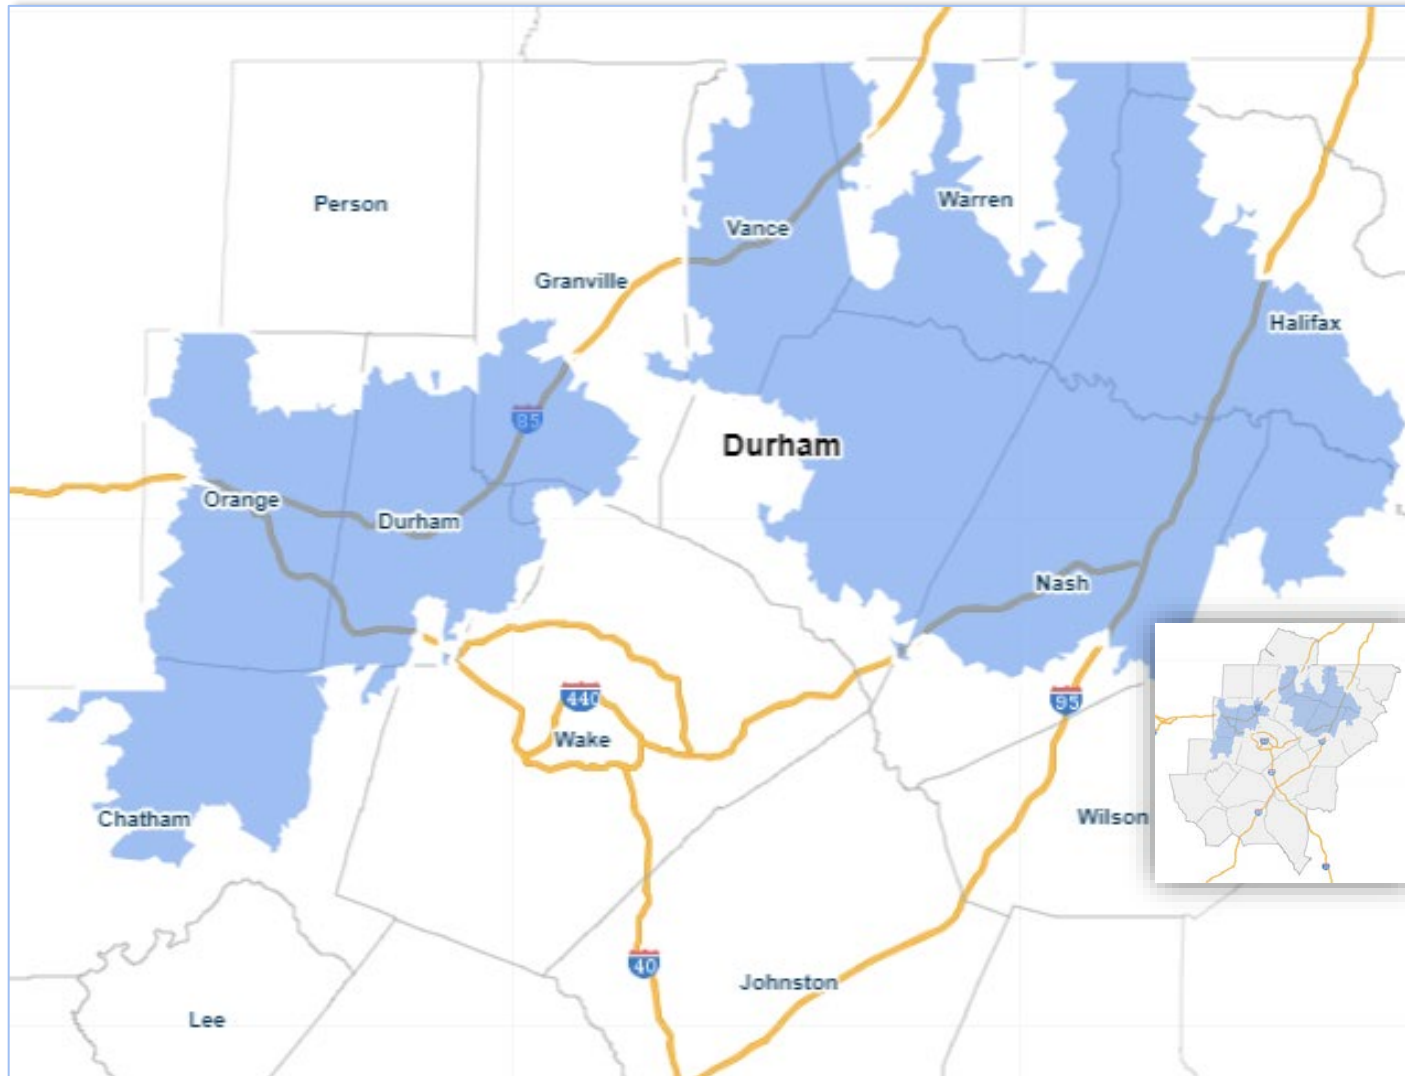 Person
Warren
Vance
Granville
Halifax
85
Durham
Orange
Durham
Nash
440
95
Wake
Chatham
Wilson
40
Johnston
Lee